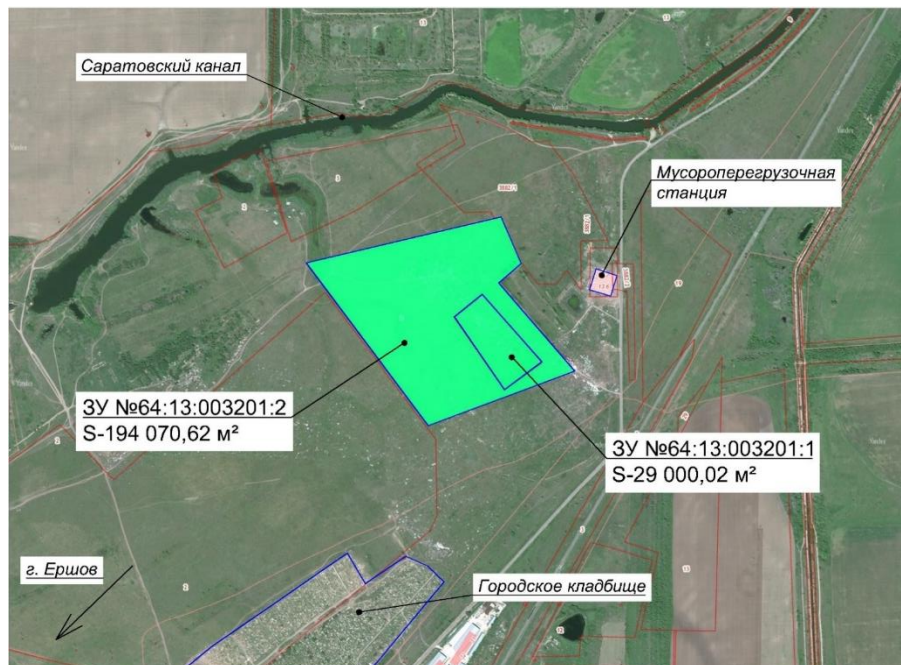 Саратовский канал
Мусороперегрузочная
станция
ЗУ №64:13:003201:2
S-194 070,62 м²
ЗУ №64:13:003201:1
S-29 000,02 м²
г. Ершов
Городское кладбище